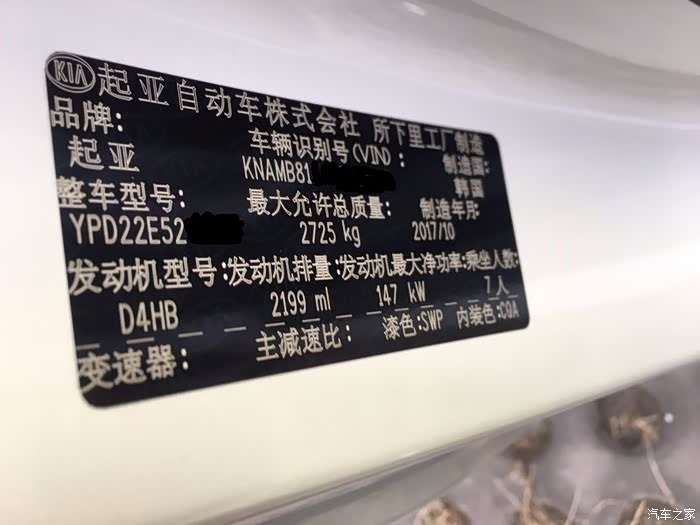 KIA 起亚自动车株式会社 所下里工厂制造
品牌: 车辆识别号(VIN): 制造国:
起亚 KNAMB81 韩国
整车型号: 最大允许总质量: 制造年月:
YPD22E52 2725 kg 2017/10
发动机型号: 发动机排量: 发动机最大净功率: 乘坐人数:
D4HB 2199 ml 147 kW 7人
变速器: 主减速比: 漆色:SWP 内装色:CQA
汽车之家